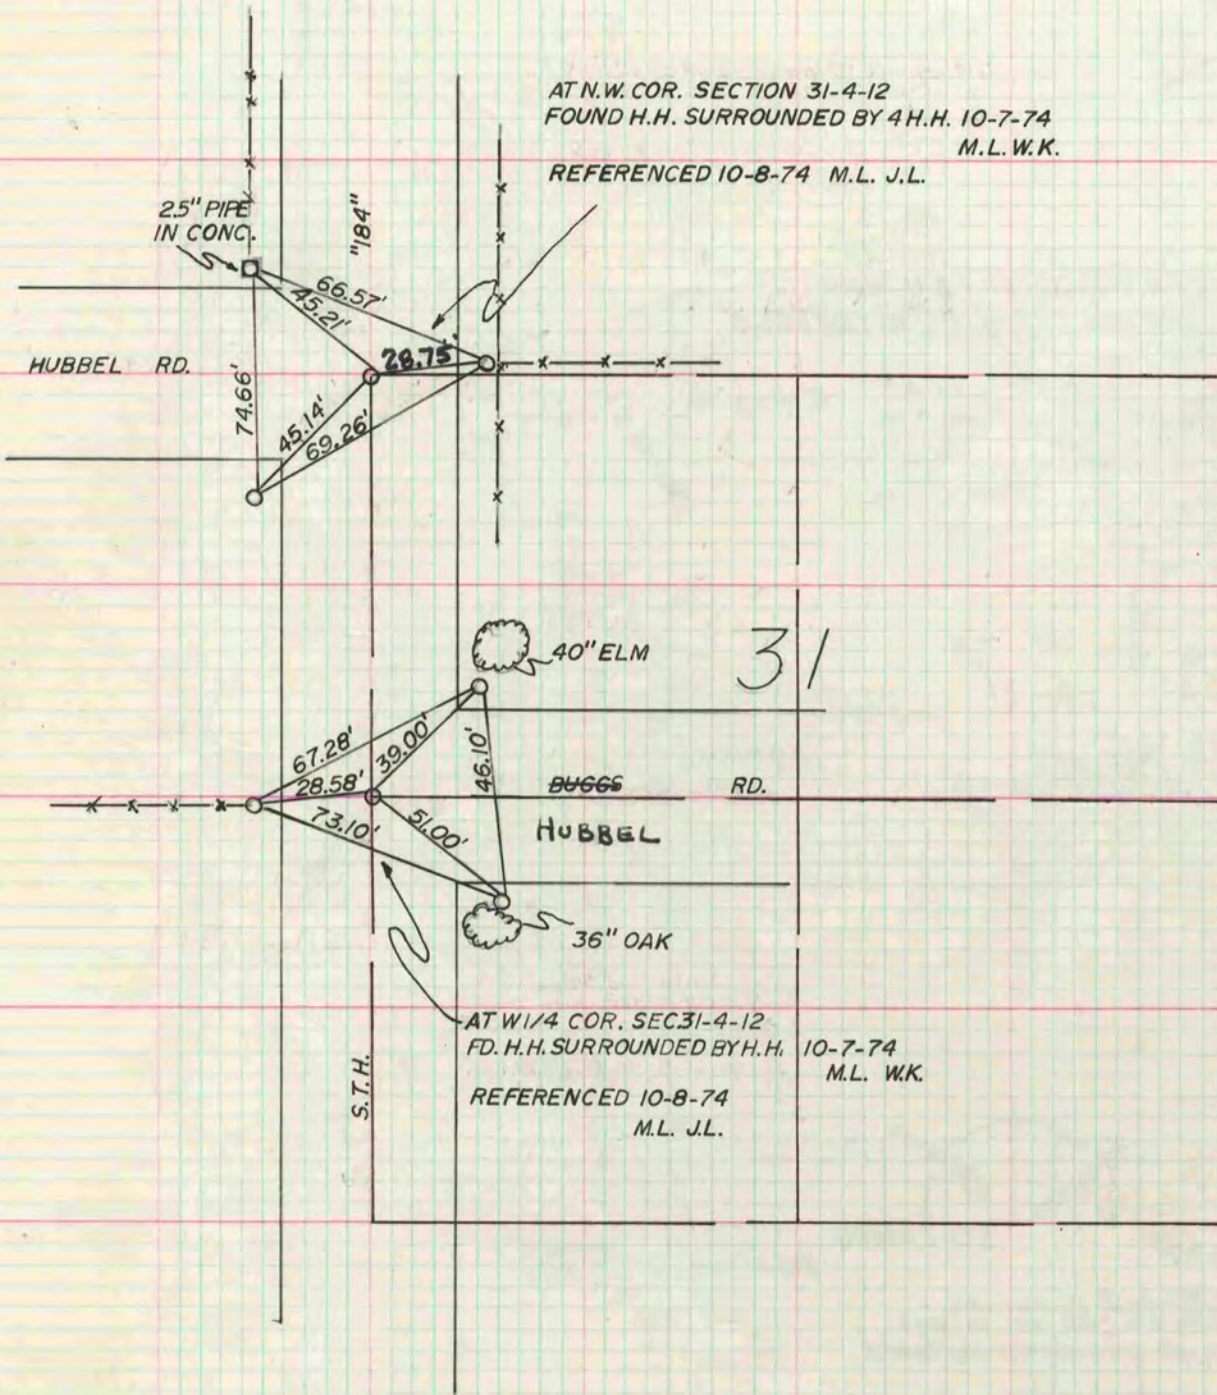 AT N.W. COR. SECTION 31-4-12
FOUND H.H. SURROUNDED BY 4 H.H. 10-7-74
M.L. W.K.
REFERENCED 10-8-74 M.L. J.L.
2.5" PIPE
IN CONC.
"184"
66.57'
45.21'
28.75'
HUBBEL RD.
74.66'
45.14'
69.26'
40" ELM
31
67.28'
39.00'
46.10'
28.58'
BUGGS RD.
73.10'
51.00'
HUBBEL
36" OAK
AT W1/4 COR. SEC31-4-12
FD. H.H. SURROUNDED BY H.H. 10-7-74
M.L. W.K.
REFERENCED 10-8-74
M.L. J.L.
S.T.H.